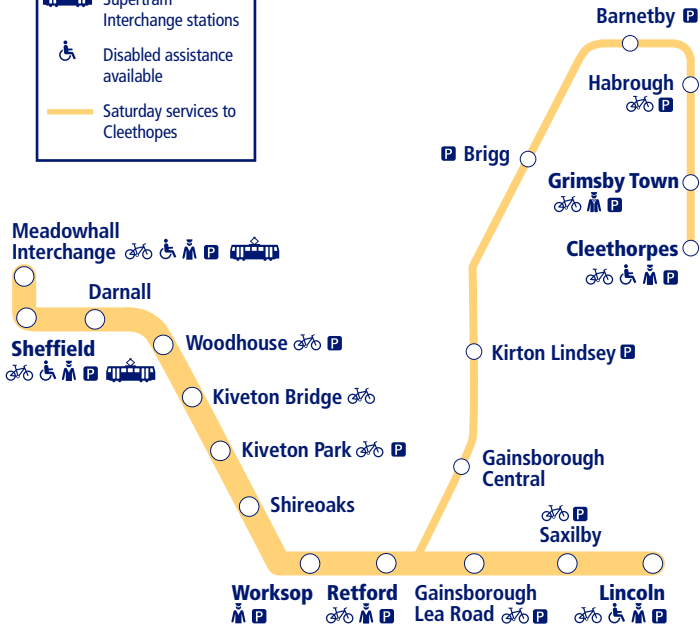 Supertram
Interchange stations
Disabled assistance
available
Saturday services to
Cleethopes
Barnetby P
Habrough
P
P Brigg
Grimsby Town
P
Cleethorpes
P
Meadowhall
Interchange P
Darnall
Sheffield
P
Woodhouse P
Kiveton Bridge
Kiveton Park P
Shireoaks
Kirton Lindsey P
Gainsborough
Central
P
Saxilby
Worksop
P
Retford
P
Gainsborough
Lea Road P
Lincoln
P